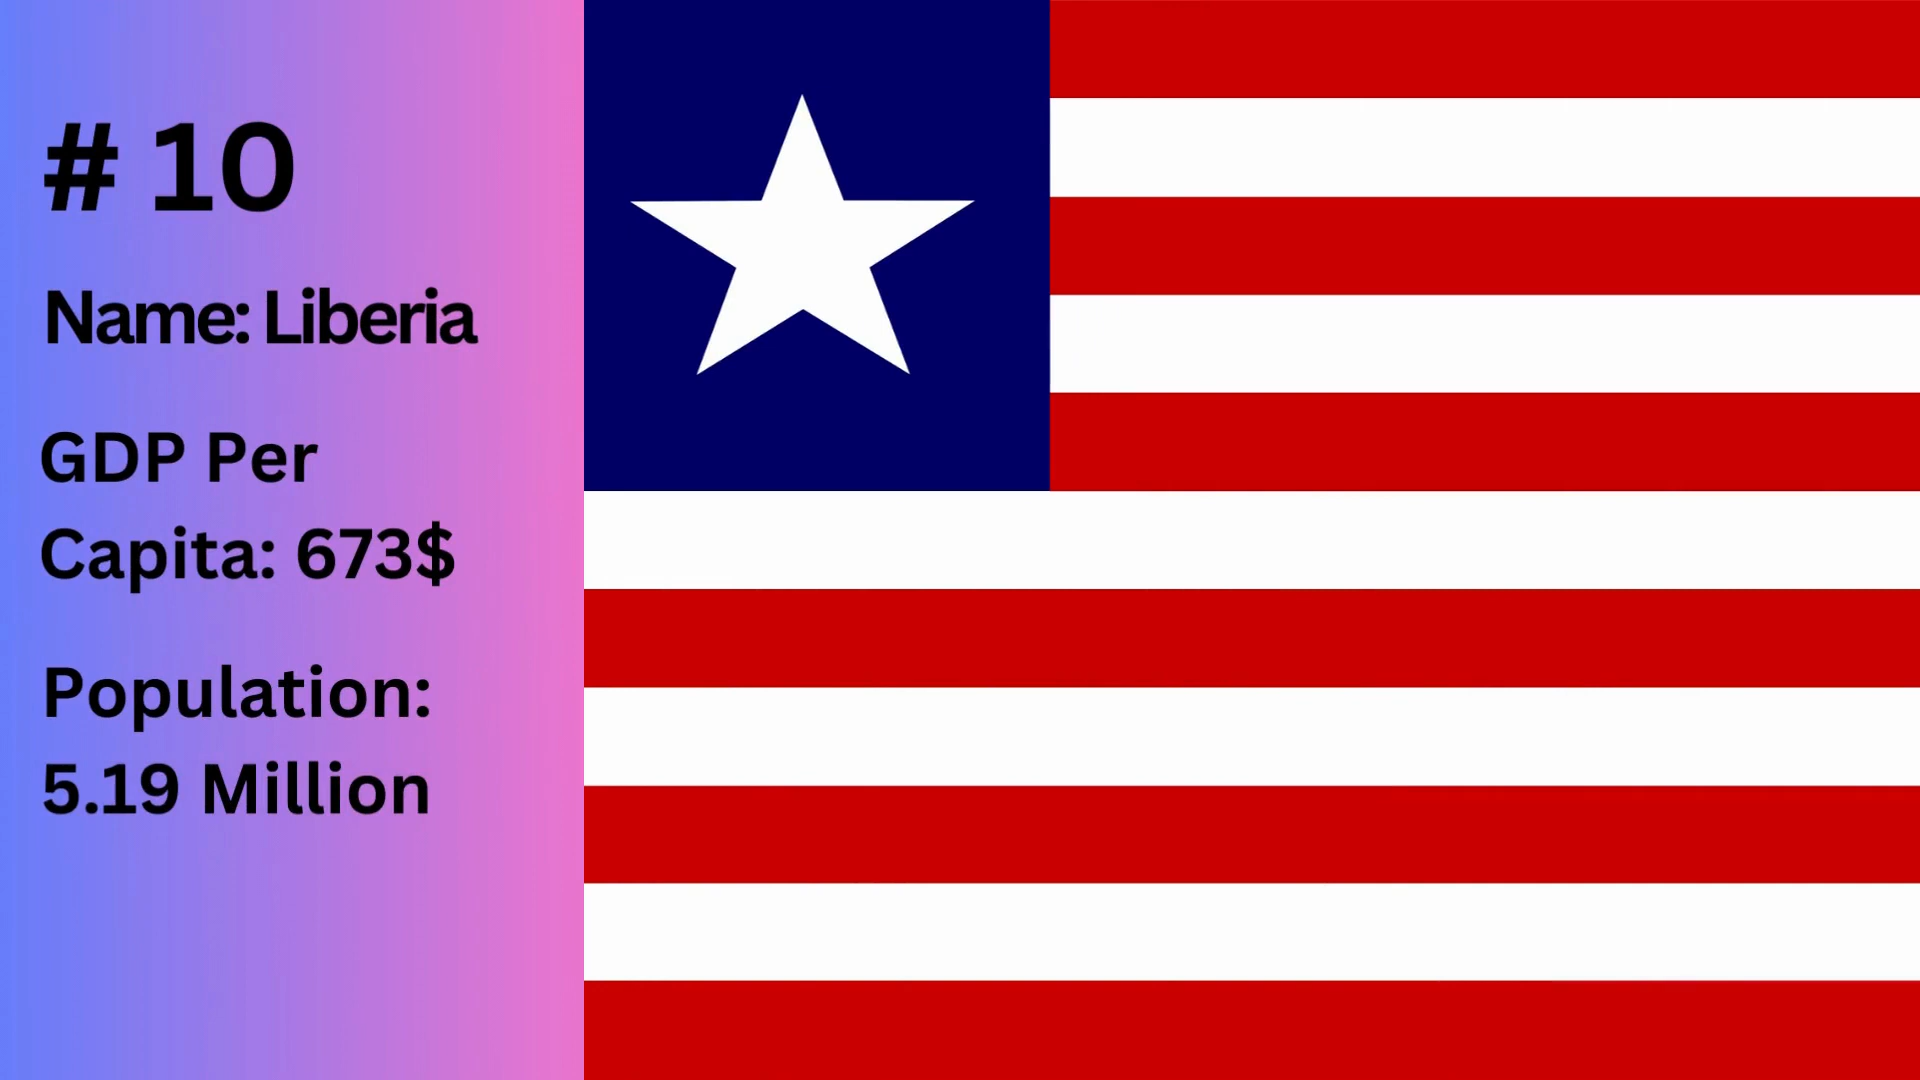 # 10
Name: Liberia
GDP Per
Capita: 673$
Population:
5.19 Million